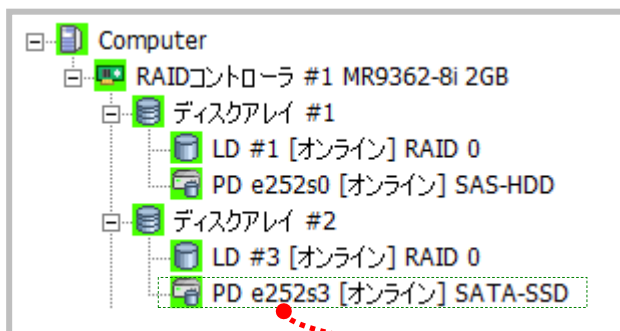 Computer
RAIDコントローラ #1 MR9362-8i 2GB
ディスクアレイ #1
LD #1 [オンライン] RAID 0
PD e252s0 [オンライン] SAS-HDD
ディスクアレイ #2
LD #3 [オンライン] RAID 0
PD e252s3 [オンライン] SATA-SSD